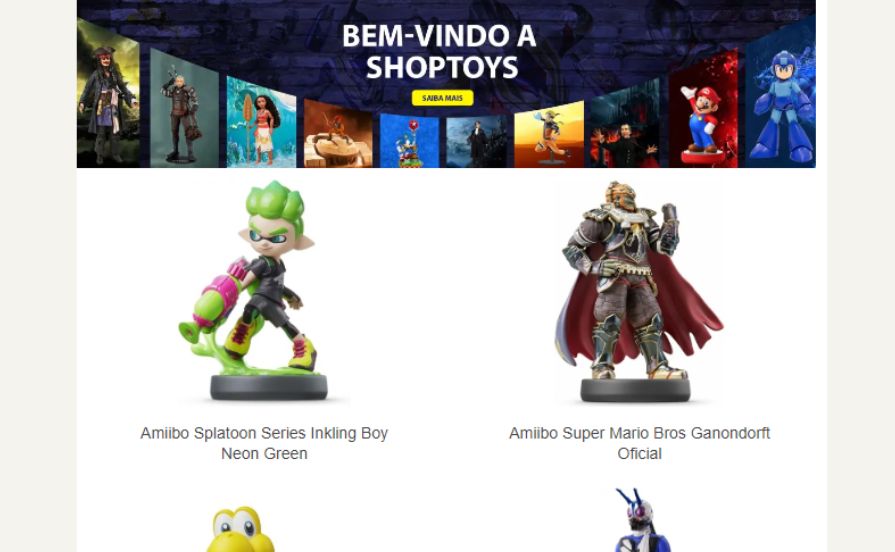 BEM-VINDO A
SHOPTOYS
SAIBA MAIS
Amiibo Splatoon Series Inkling Boy
Neon Green
Amiibo Super Mario Bros Ganondorft
Oficial